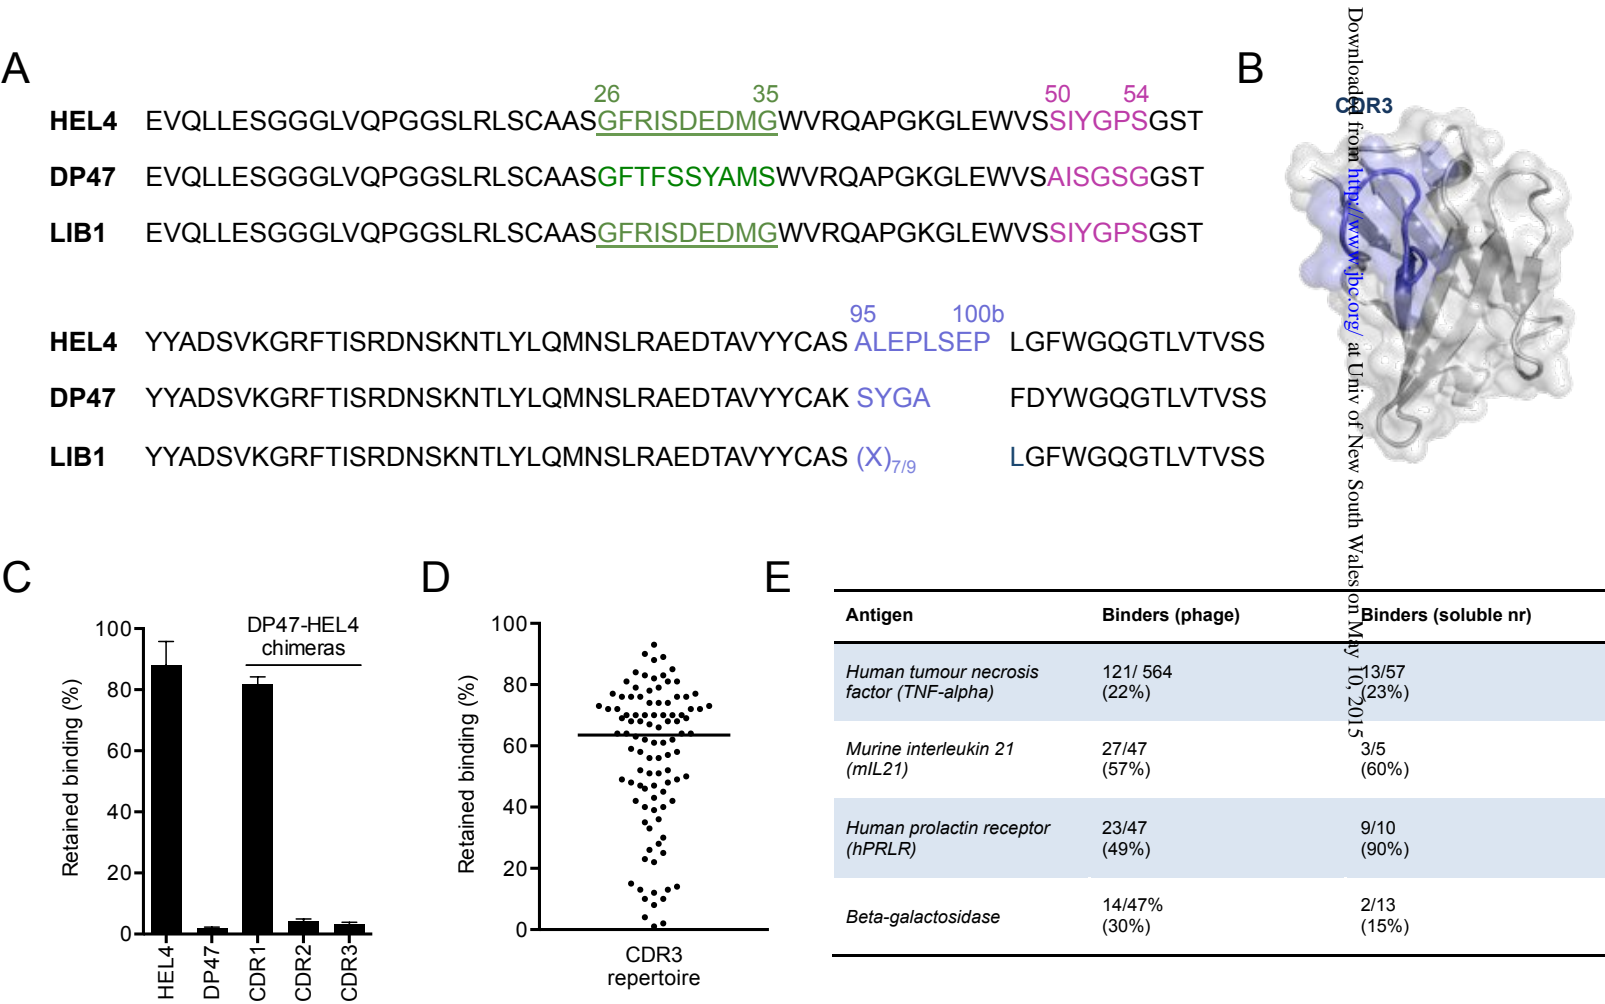 A
26 35 50 54
HEL4 EVQLLESGGGLVQPGGSLRLSCAASGFRISDEDMGWVRQAPGKGLEWVSSIYGPSGST
DP47 EVQLLESGGGLVQPGGSLRLSCAASGFTFSSYAMSWVRQAPGKGLEWVSAISGSGGST
LIB1 EVQLLESGGGLVQPGGSLRLSCAASGFRISDEDMGWVRQAPGKGLEWVSSIYGPSGST
95 100b
HEL4 YYADSVKGRFTISRDNSKNTLYLQMNSLRAEDTAVYYCAS ALEPLSEP LGFWGQGTLVTVSS
DP47 YYADSVKGRFTISRDNSKNTLYLQMNSLRAEDTAVYYCAK SYGA FDYWGQGTLVTVSS
LIB1 YYADSVKGRFTISRDNSKNTLYLQMNSLRAEDTAVYYCAS (X)7/9 LGFWGQGTLVTVSS
B
CDR3
Downloaded from http://www.jbc.org/ at Univ of New South Wales on May 10, 2015
C
DP47-HEL4
chimeras
Retained binding (%)
100
80
60
40
20
0
HEL4
DP47
CDR1
CDR2
CDR3
D
Retained binding (%)
100
80
60
40
20
0
CDR3
repertoire
E
Antigen Binders (phage) Binders (soluble nr)
Human tumour necrosis 121/ 564 13/57
factor (TNF-alpha) (22%) (23%)
Murine interleukin 21 27/47 3/5
(mIL21) (57%) (60%)
Human prolactin receptor 23/47 9/10
(hPRLR) (49%) (90%)
Beta-galactosidase 14/47% 2/13
(30%) (15%)